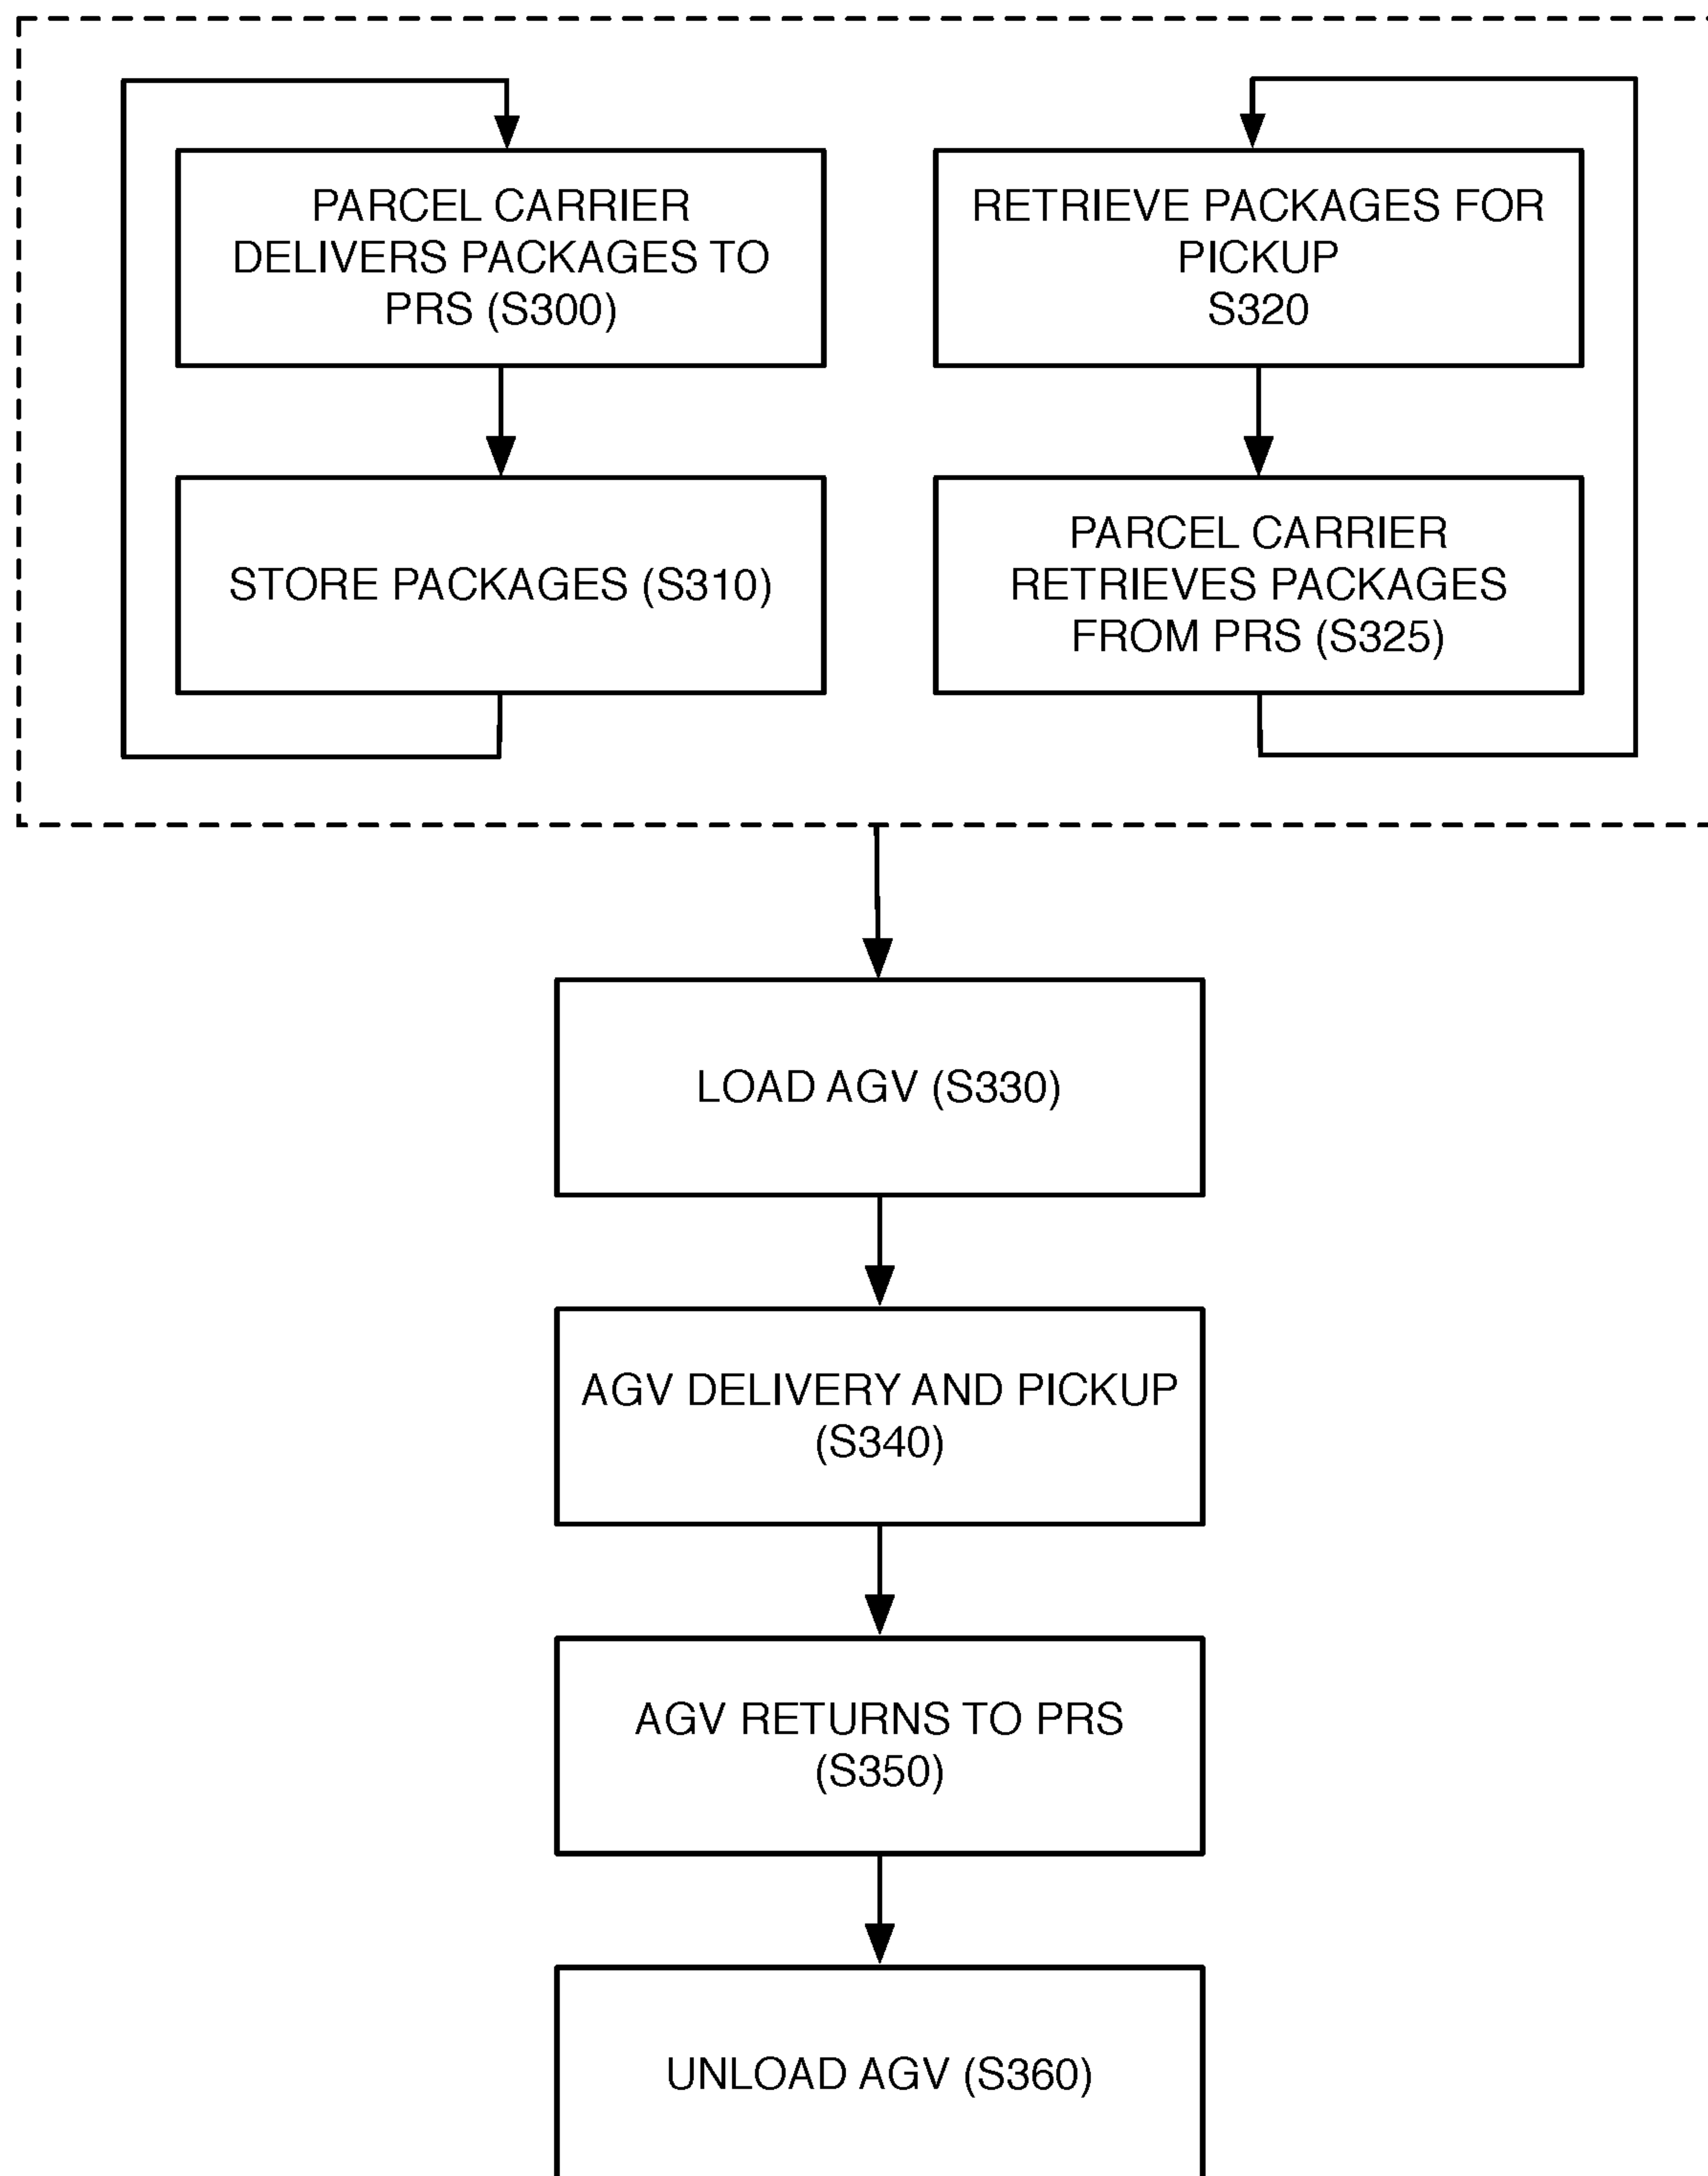 PARCEL CARRIER
DELIVERS PACKAGES TO
PRS (S300)
STORE PACKAGES (S310)
RETRIEVE PACKAGES FOR
PICKUP
S320
PARCEL CARRIER
RETRIEVES PACKAGES
FROM PRS (S325)
LOAD AGV (S330)
AGV DELIVERY AND PICKUP
(S340)
AGV RETURNS TO PRS
(S350)
UNLOAD AGV (S360)